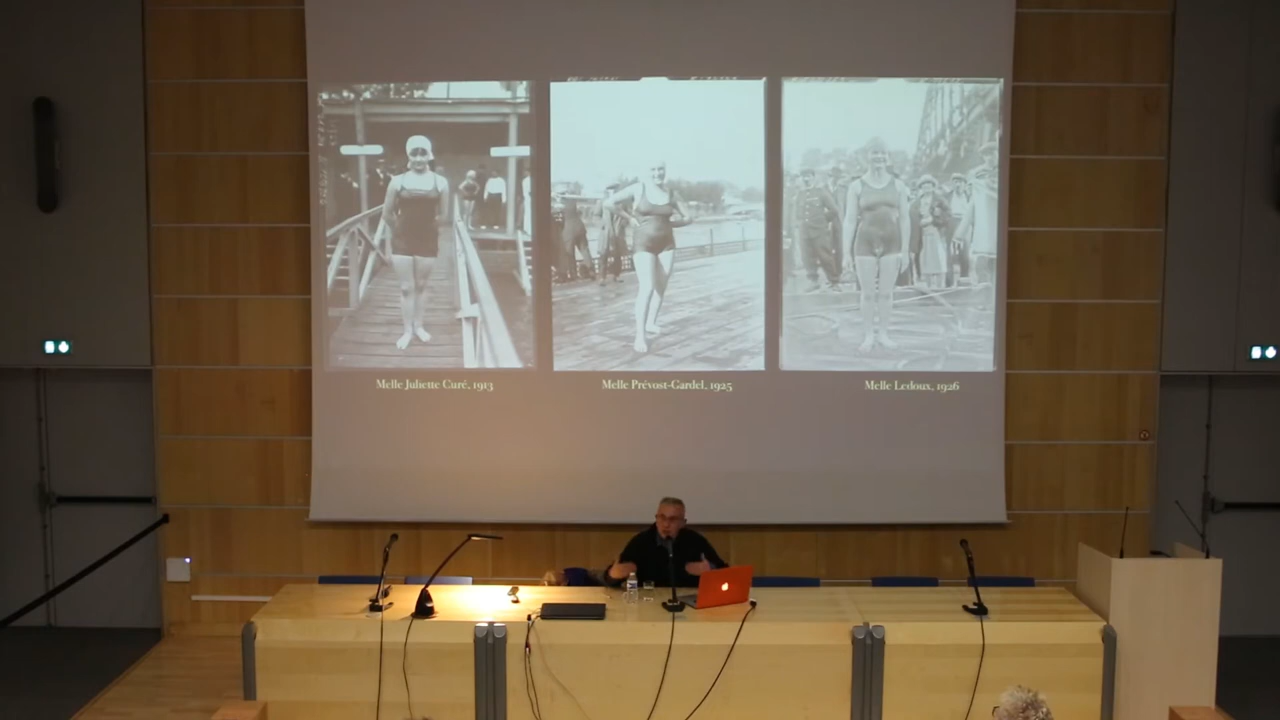 Melle Juliette Curé, 1913
Melle Prévost-Gardel, 1925
Melle Ledoux, 1926